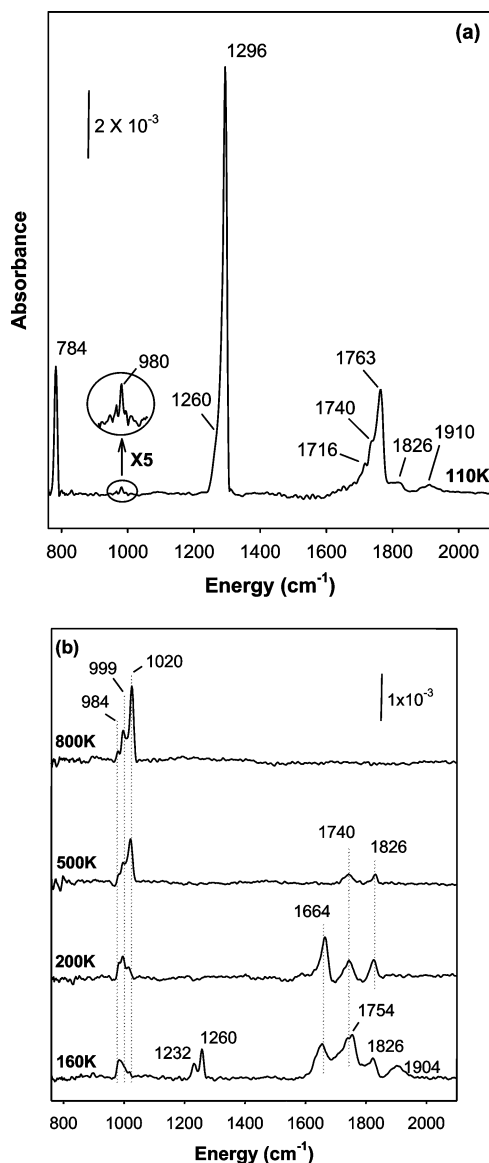 (a)
1296
2 X 10⁻³
Absorbance
784
980
1763
1260
1740
1716
1826
1910
X5
110K
800 1000 1200 1400 1600 1800 2000
Energy (cm⁻¹)
(b)
999
1020
984
1x10⁻³
800K
1740
1826
500K
1664
200K
1754
1260
1232
1826
160K
1904
800 1000 1200 1400 1600 1800 2000
Energy (cm⁻¹)